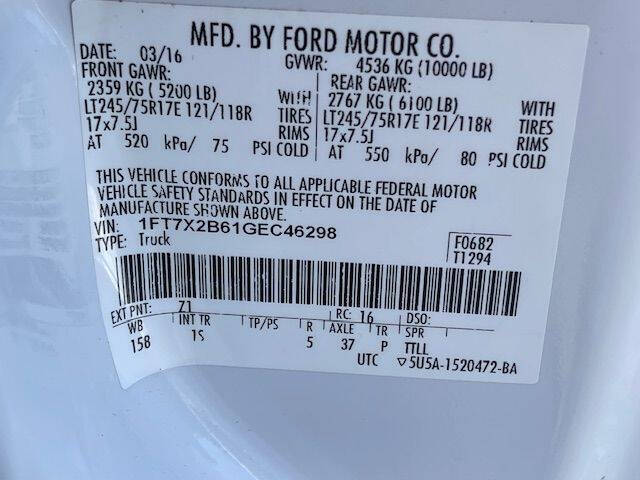 MFD. BY FORD MOTOR CO.
DATE: 03/16 GVWR: 4536 KG (10000 LB)
FRONT GAWR: REAR GAWR:
2359 KG ( 5200 LB) WITH 2767 KG ( 6100 LB) WITH
LT245/75R17E 121/118R TIRES LT245/75R17E 121/118R TIRES
17x7.5J RIMS 17x7.5J RIMS
AT 520 kPa/ 75 PSI COLD AT 550 kPa/ 80 PSI COLD
THIS VEHICLE CONFORMS TO ALL APPLICABLE FEDERAL MOTOR
VEHICLE SAFETY STANDARDS IN EFFECT ON THE DATE OF
MANUFACTURE SHOWN ABOVE.
VIN: 1FT7X2B61GEC46298
TYPE: Truck
F0682
T1294
EXT PNT: 71 RC: 16 DSO:
WB INT TR TP/PS R AXLE TR SPR
158 1S 5 37 P TTLL
UTC ▽5U5A-1520472-BA